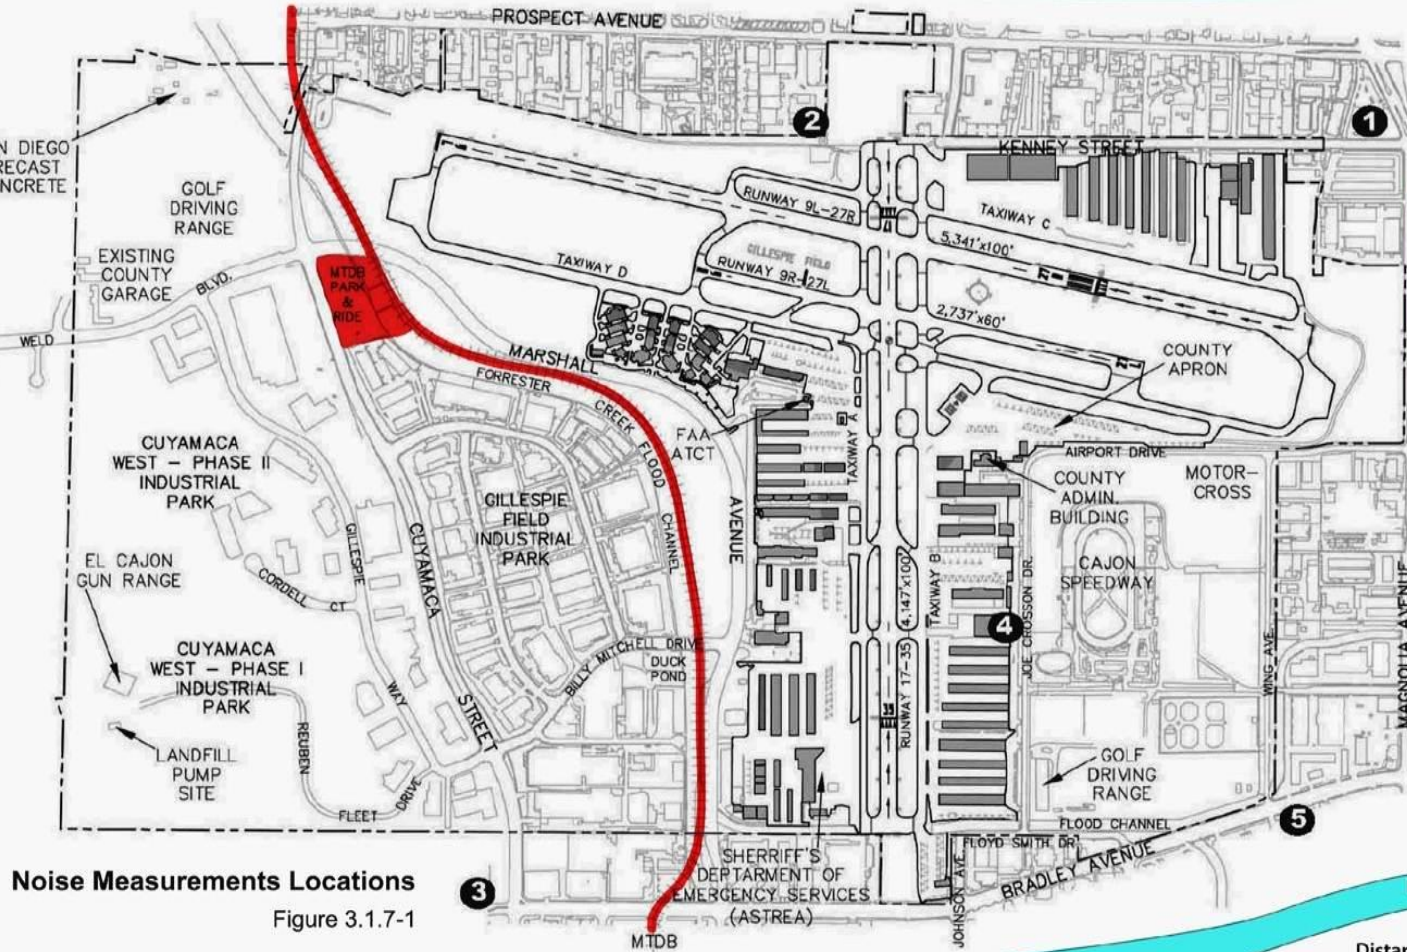 PROSPECT AVENUE
2
1
KENNEY STREET
N DIEGO
RECAST
NCRETE
GOLF
DRIVING
RANGE
RUNWAY 9L-27R
TAXIWAY C
5,341'x100'
GILLESPIE FIELD
EXISTING
COUNTY
GARAGE
BLVD.
WELD
MTDB
PARK
&
RIDE
TAXIWAY D
RUNWAY 9R-27L
2,737'x60'
COUNTY
APRON
MARSHALL
FORRESTER
CREEK FLOOD
CHANNEL
FAA
ATCT
TAXIWAY A
AIRPORT DRIVE
COUNTY
ADMIN.
BUILDING
MOTOR-
CROSS
CUYAMACA
WEST - PHASE II
INDUSTRIAL
PARK
GILLESPIE
FIELD
INDUSTRIAL
PARK
AVENUE
EL CAJON
GUN RANGE
GILLESPIE
WAY
CUYAMACA
STREET
CORDELL CT
CAJON
SPEEDWAY
4,147'x100'
RUNWAY 17-35
TAXIWAY B
4
JOE CROSSON DR.
WING AVE.
MAGNOLIA AVENUE
CUYAMACA
WEST - PHASE I
INDUSTRIAL
PARK
BILLY MITCHELL DRIVE
DUCK
POND
LANDFILL
PUMP
SITE
REUBEN
FLEET
DRIVE
35
GOLF
DRIVING
RANGE
FLOOD CHANNEL
5
FLOYD SMITH DR.
BRADLEY AVENUE
JOHNSON AVE.
SHERRIFF'S
DEPTARMENT OF
EMERGENCY SERVICES
(ASTREA)
Noise Measurements Locations
3
Figure 3.1.7-1
MTDB
Distan